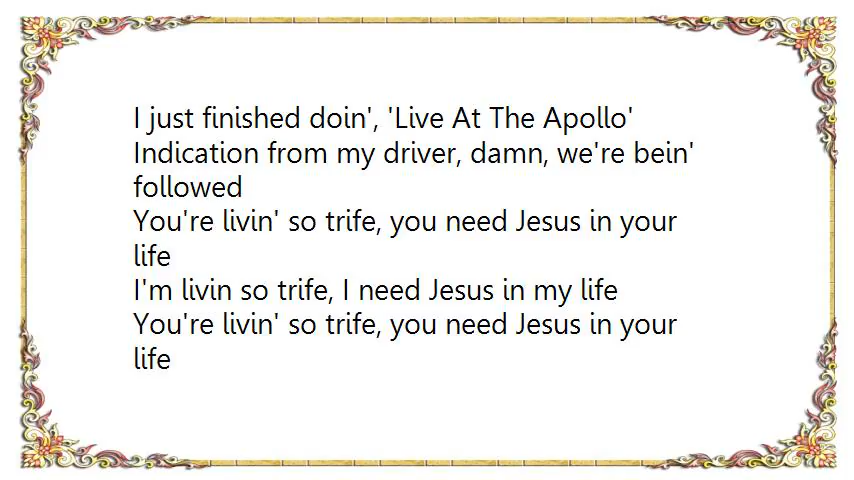 I just finished doin', 'Live At The Apollo'
Indication from my driver, damn, we're bein'
followed
You're livin' so trife, you need Jesus in your
life
I'm livin so trife, I need Jesus in my life
You're livin' so trife, you need Jesus in your
life